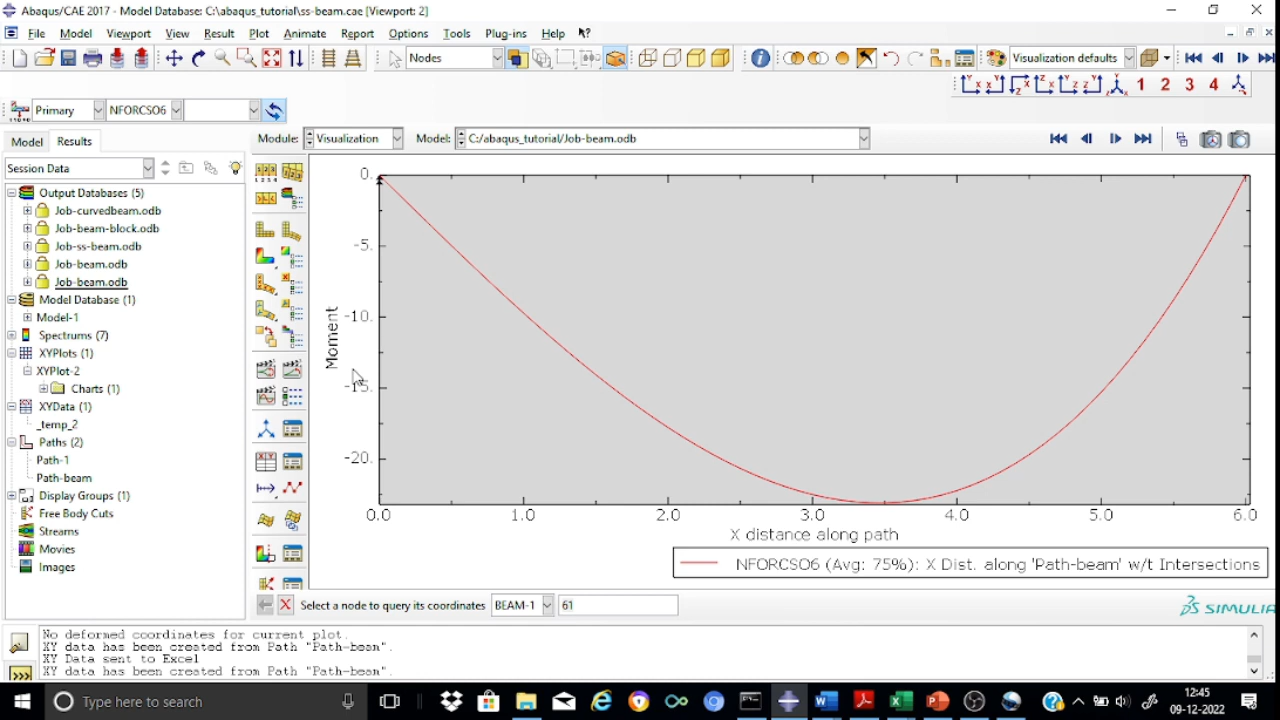 Abaqus/CAE 2017 - Model Database: C:\abaqus_tutorial\ss-beam.cae [Viewport: 2]
File Model Viewport View Result Plot Animate Report Options Tools Plug-ins Help
Nodes Visualization defaults
1 2 3 4
Primary NFORCSO6
Model Results Module: Visualization Model: C:/abaqus_tutorial/Job-beam.odb
Session Data
Output Databases (5)
Job-curvedbeam.odb
Job-beam-block.odb
Job-ss-beam.odb
Job-beam.odb
Job-beam.odb
Model Database (1)
Model-1
Spectrums (7)
XYPlots (1)
XYPlot-2
Charts (1)
XYData (1)
_temp_2
Paths (2)
Path-1
Path-beam
Display Groups (1)
Free Body Cuts
Streams
Movies
Images
0.
-5.
-10.
-15.
-20.
Moment
0.0 1.0 2.0 3.0 4.0 5.0 6.0
X distance along path
NFORCSO6 (Avg: 75%): X Dist. along 'Path-beam' w/t Intersections
Select a node to query its coordinates BEAM-1 61
SIMULIA
No deformed coordinates for current plot.
XY data has been created from Path "Path-beam".
XY Data sent to Excel
XY data has been created from Path "Path-beam".
Type here to search
12:45
09-12-2022